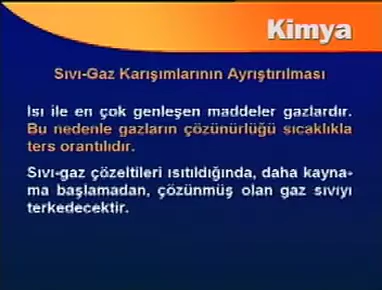 Kimya
Sıvı-Gaz Karışımlarının Ayrıştırılması
Isı ile en çok genleşen maddeler gazlardır.
Bu nedenle gazların çözünürlüğü sıcaklıkla
ters orantılıdır.
Sıvı-gaz çözeltileri ısıtıldığında, daha kayna-
ma başlamadan, çözünmüş olan gaz sıvıyı
terkedecektir.